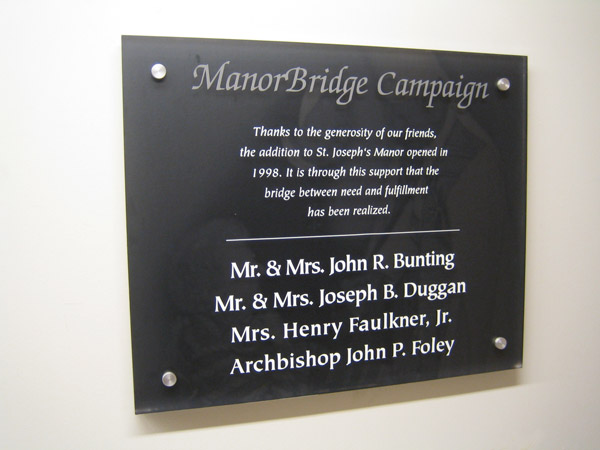 ManorBridge Campaign
Thanks to the generosity of our friends,
the addition to St. Joseph's Manor opened in
1998. It is through this support that the
bridge between need and fulfillment
has been realized.
Mr. & Mrs. John R. Bunting
Mr. & Mrs. Joseph B. Duggan
Mrs. Henry Faulkner, Jr.
Archbishop John P. Foley